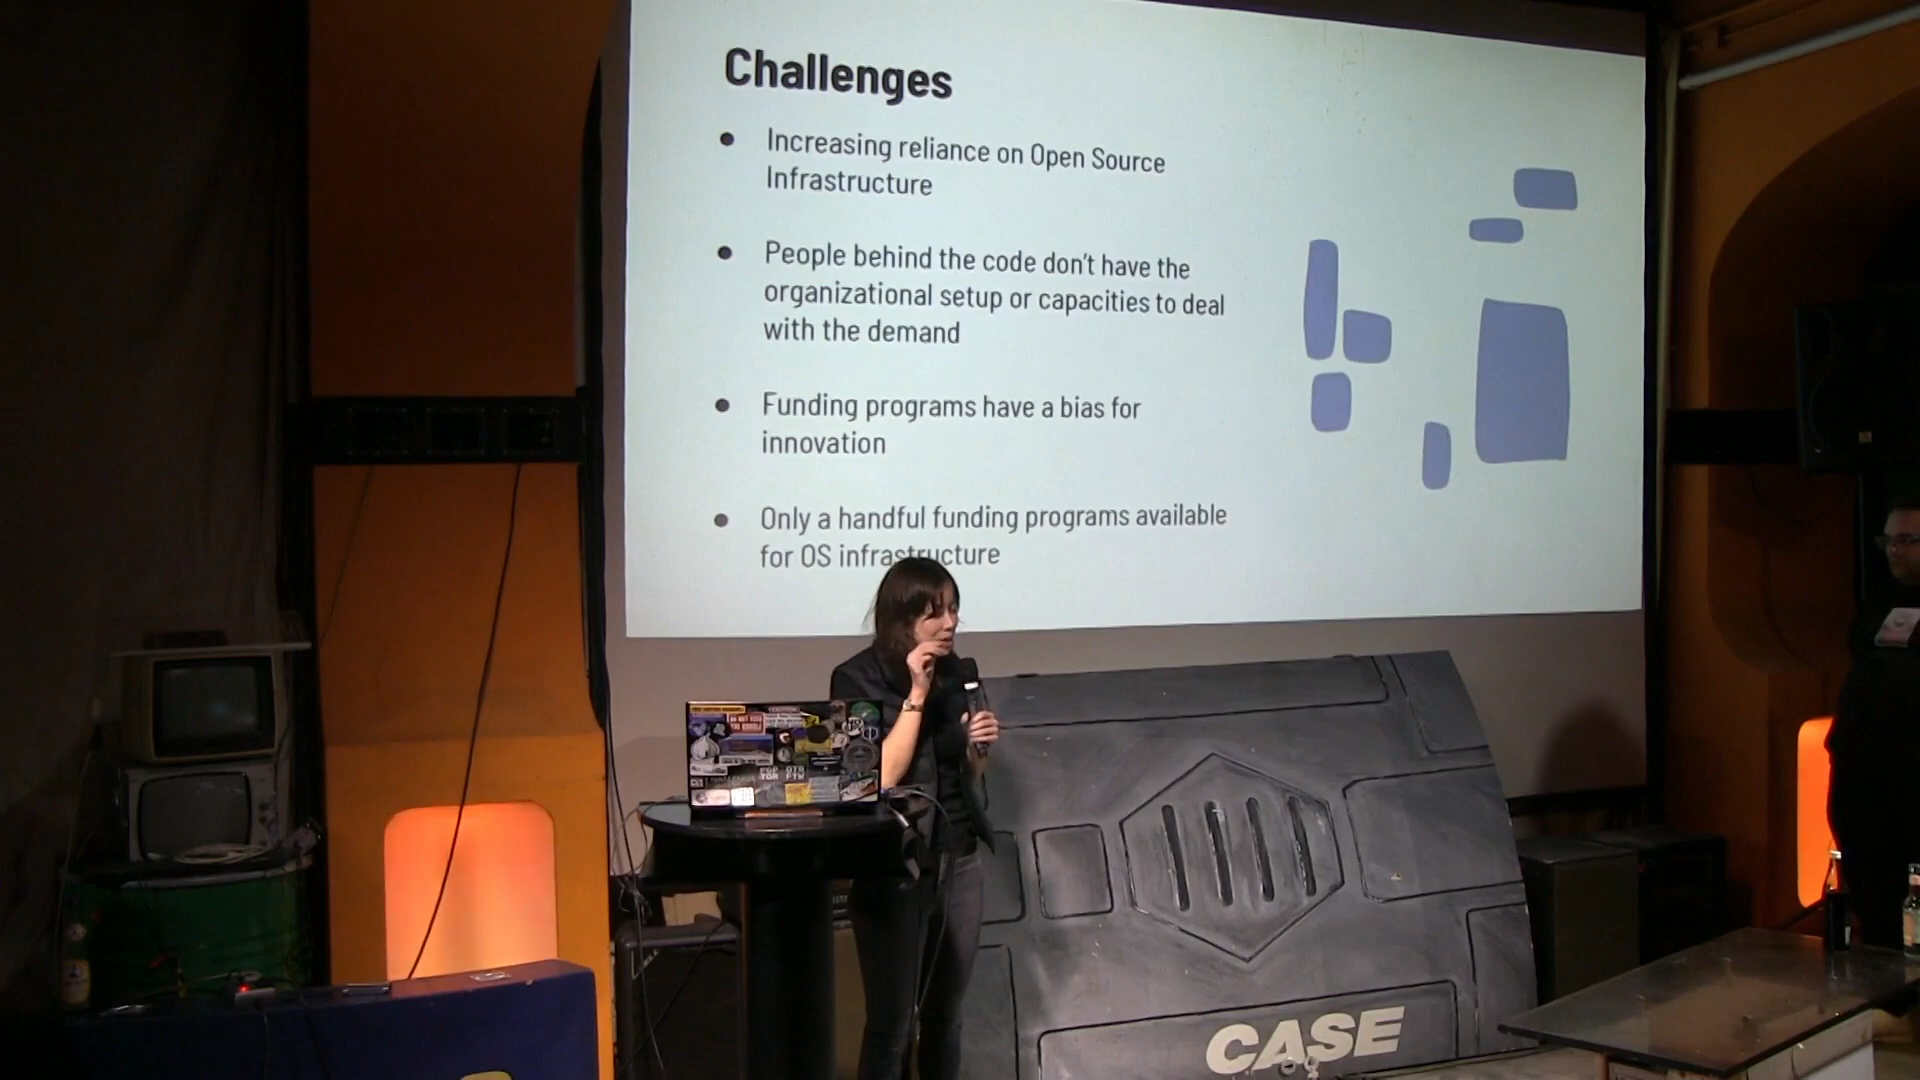 Challenges
Increasing reliance on Open Source
Infrastructure
People behind the code don't have the
organizational setup or capacities to deal
with the demand
Funding programs have a bias for
innovation
Only a handful funding programs available
for OS infrastructure
CASE